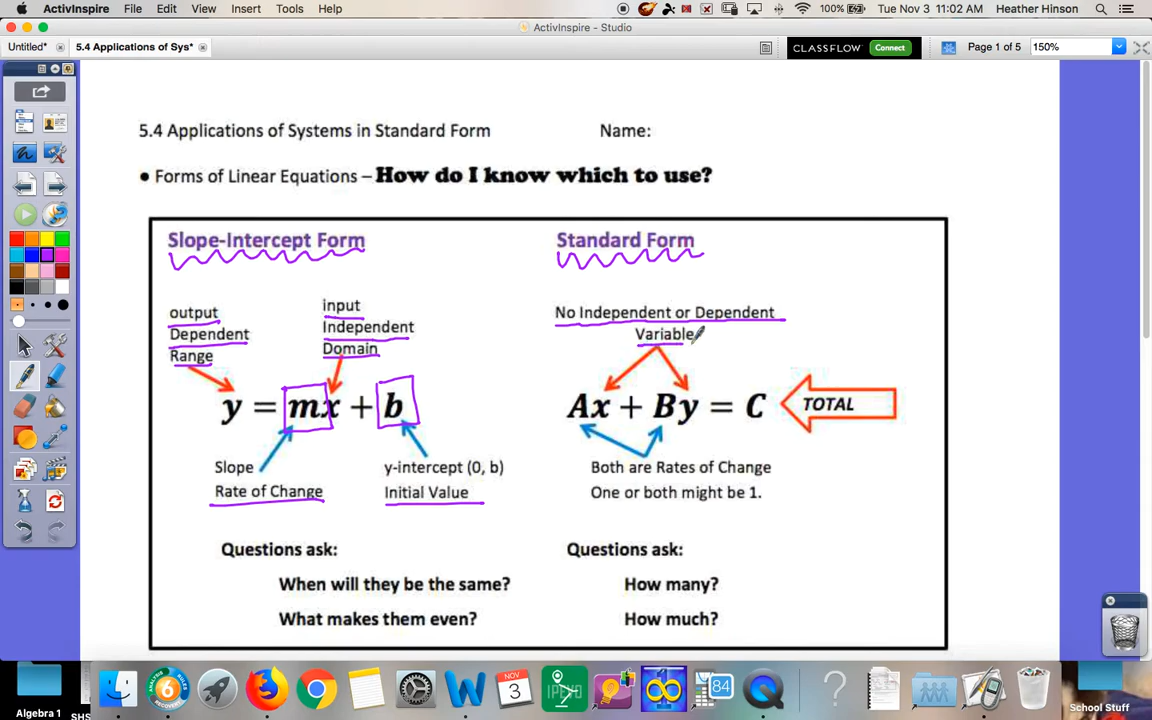 ActivInspire File Edit View Insert Tools Help 100% Tue Nov 3 11:02 AM Heather Hinson
ActivInspire - Studio
Untitled* 5.4 Applications of Sys* CLASSFLOW Connect Page 1 of 5 150%
5.4 Applications of Systems in Standard Form Name:
• Forms of Linear Equations – How do I know which to use?
Slope-Intercept Form
output
Dependent
Range
input
Independent
Domain
y = mx + b
Slope
Rate of Change
y-intercept (0, b)
Initial Value
Questions ask:
When will they be the same?
What makes them even?
Standard Form
No Independent or Dependent
Variable
Ax + By = C
TOTAL
Both are Rates of Change
One or both might be 1.
Questions ask:
How many?
How much?
NOV
3
IPEVO
84
Algebra 1
SHS
School Stuff